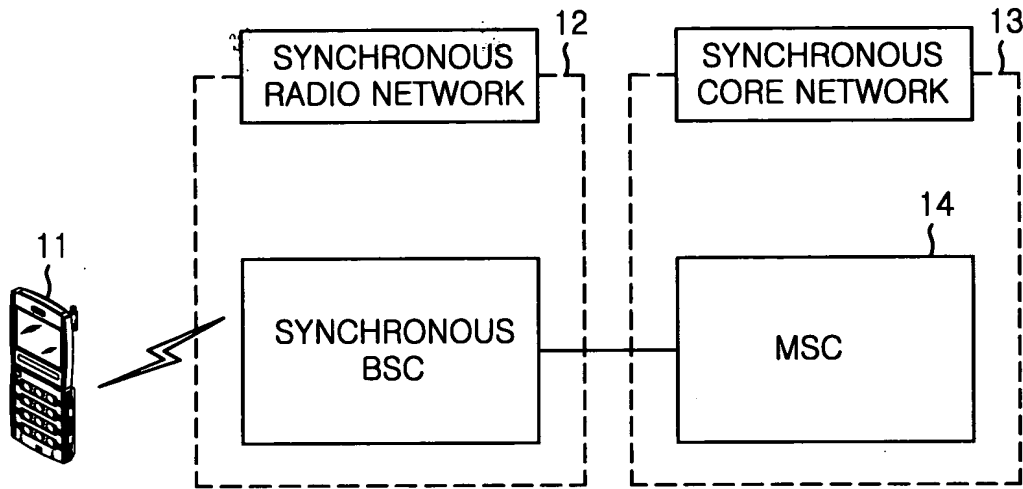 12
13
SYNCHRONOUS
RADIO NETWORK
SYNCHRONOUS
CORE NETWORK
11
14
SYNCHRONOUS
BSC
MSC